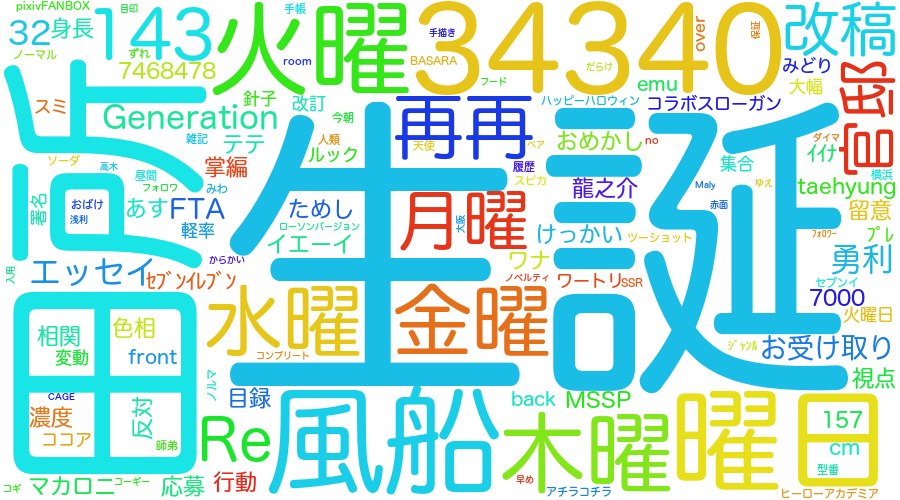 pixivFANBOX
目印
手帳
32
身長
143
火曜
34340
改稿
ノーマル
ずれ
7468478
room
手描き
BASARA
フード
だらけ
over
保証
みどり
大幅
emu
スミ
Generation
針子
改訂
今朝
ハッピーハロウィン
コラボスローガン
官邸
占
雑記
テテ
人類
ルック
再再
天使
ペア
おめかし
no
ダイマ
イイナ
集合
横浜
ソーダ
高木
昼間
掌編
フォロワ
みわ
履歴
スピカ
龍之介
Maly
ゆえ
taehyung
署名
おばけ
浅利
あす
FTA
軽率
ためし
ローソンバージョン
月曜
大阪
けっかい
ツーショット
赤面
留意
ﾌｫﾛﾜｰ
プレ
生誕
イエーイ
からかい
ワナ
勇利
入用
エッセイ
ｾﾌﾞﾝｲﾚﾌﾞﾝ
ノベルティ
ワートリ
SSR
セブンイ
7000
田
相関
色相
変動
front
水曜
金曜
コンプリート
火曜日
ｼﾞｬﾝﾙ
お受け取り
CAGE
ノルマ
目録
視点
濃度
反対
ココア
師弟
Re
風船
back
MSSP
木曜
曜日
157
cm
型番
コギ
マカロニ
コーギー
応募
行動
早め
アチラコチラ
ヒーローアカデミア